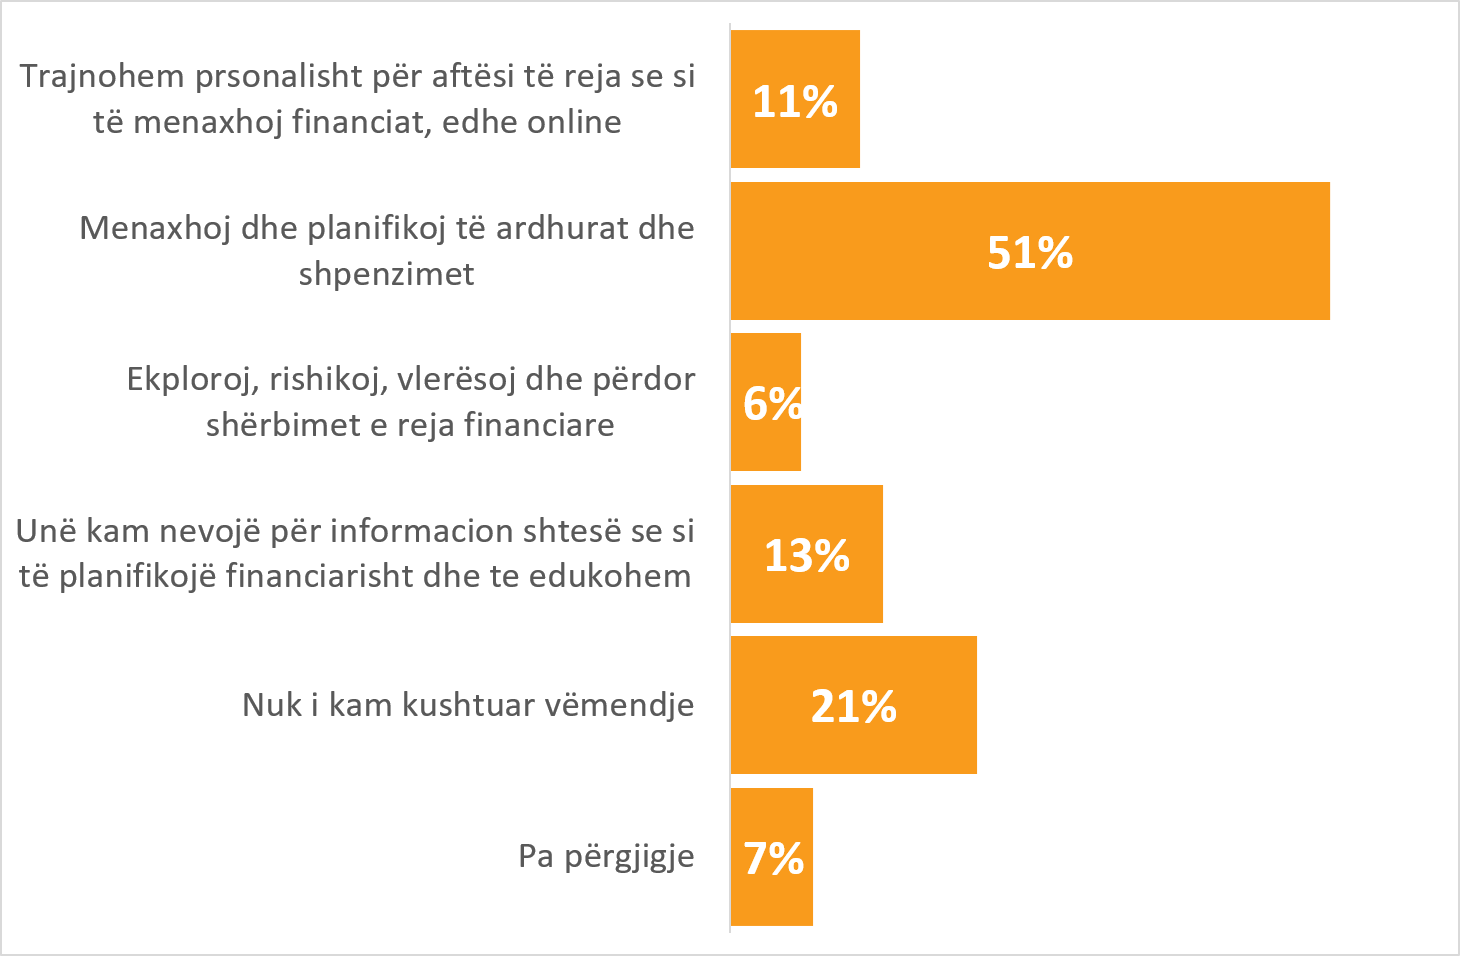 Trajnohem prsonalisht për aftësi të reja se si
të menaxhoj financiat, edhe online
11%
Menaxhoj dhe planifikoj të ardhurat dhe
shpenzimet
51%
Ekploroj, rishikoj, vlerësoj dhe përdor
shërbimet e reja financiare
6%
Unë kam nevojë për informacion shtesë se si
të planifikojë financiarisht dhe te edukohem
13%
Nuk i kam kushtuar vëmendje
21%
Pa përgjigje
7%